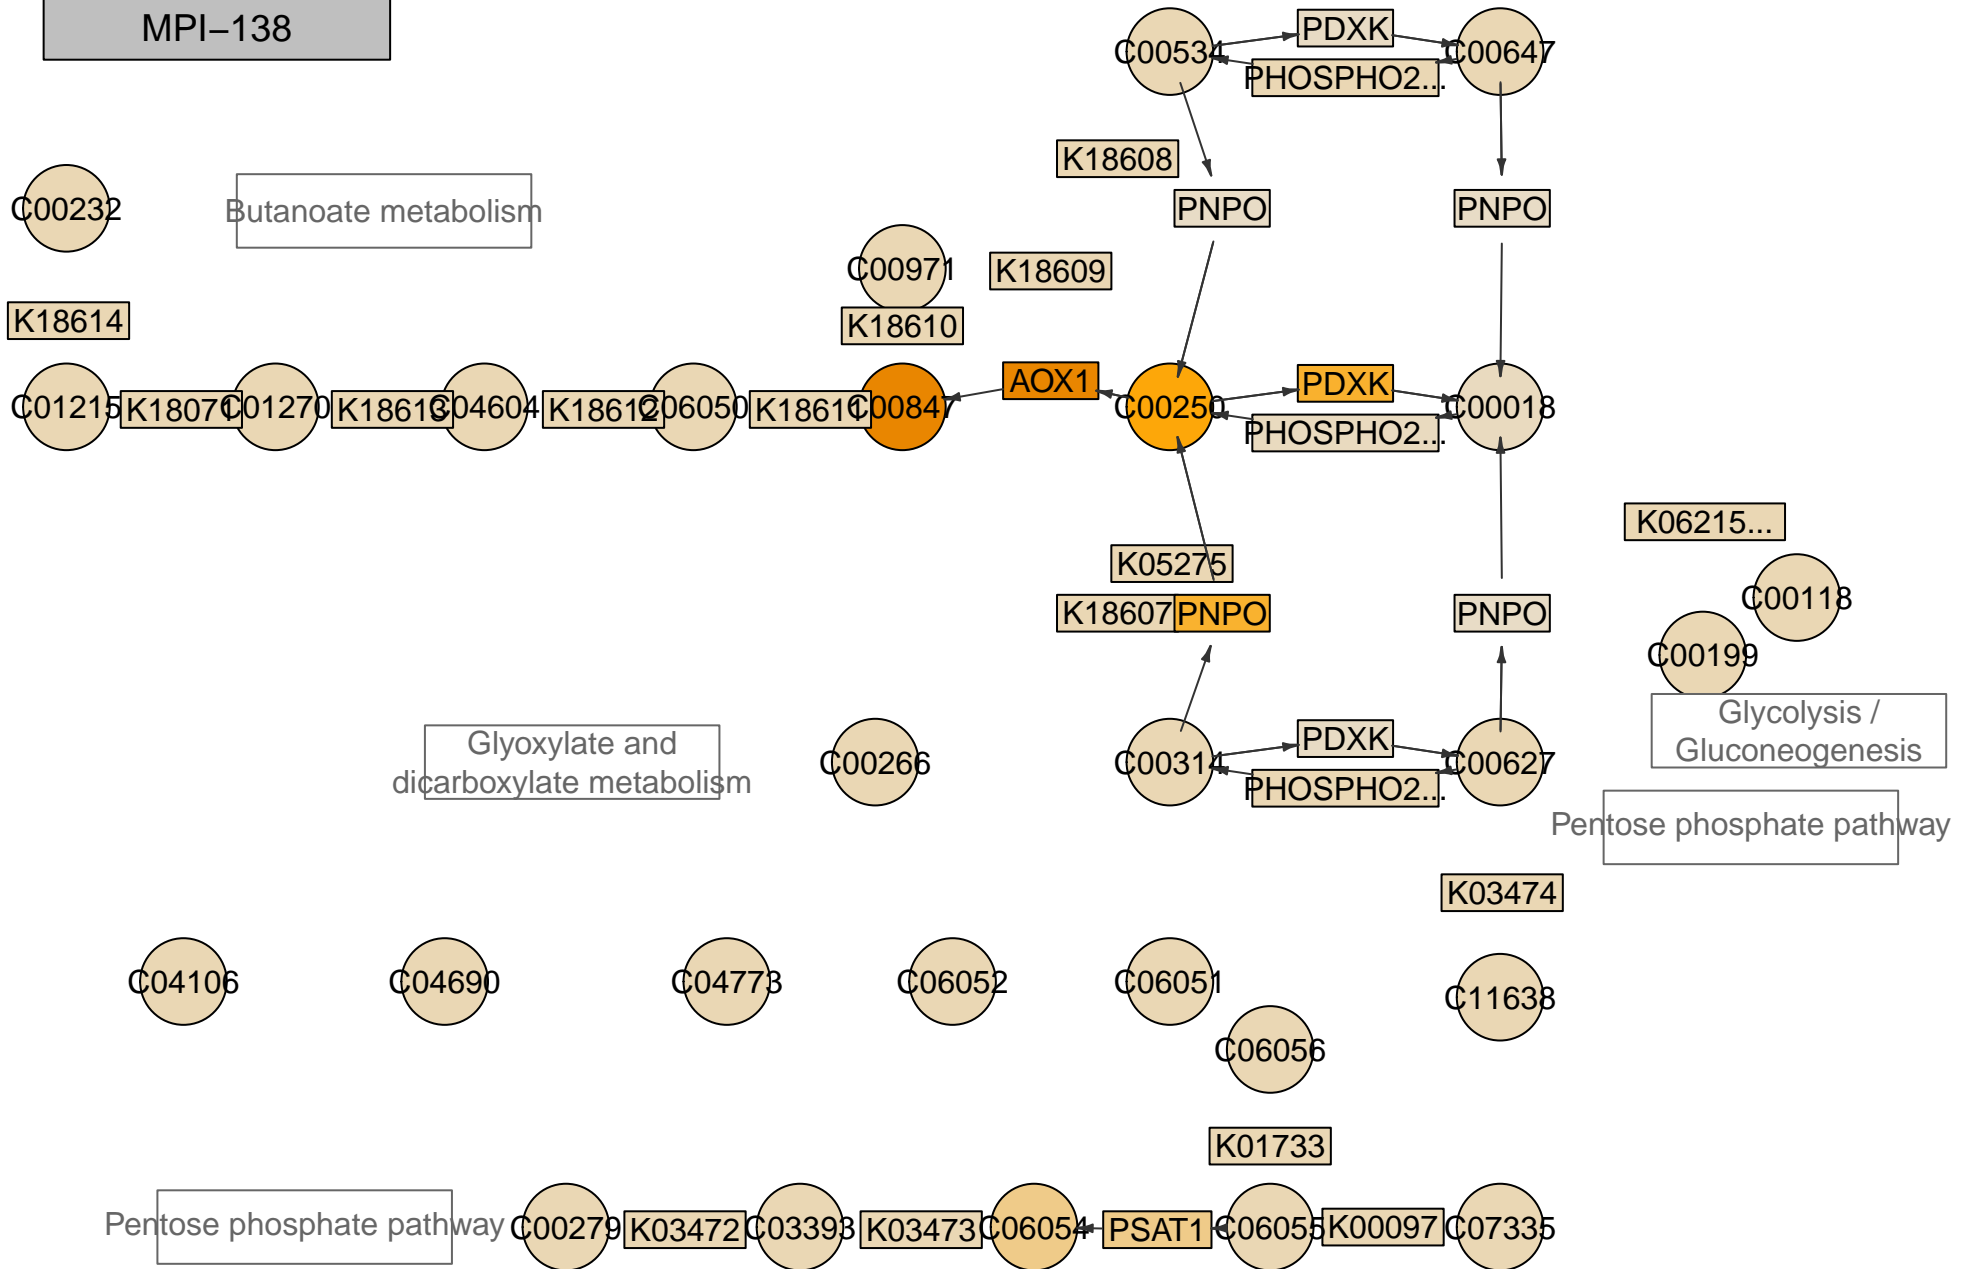 MPI−138
C00534
PDXK
C00647
PHOSPHO2...
K18608
C00232
Butanoate metabolism
PNPO
PNPO
C00971
K18609
K18614
K18610
C01215
K18071
C01270
K18613
C04604
K18612
C06050
K18611
C00847
AOX1
C00250
PDXK
C00018
PHOSPHO2...
K06215...
K05275
C00118
K18607
PNPO
PNPO
C00199
Glycolysis /
Gluconeogenesis
Glyoxylate and
dicarboxylate metabolism
C00266
C00314
PDXK
C00627
PHOSPHO2...
Pentose phosphate pathway
K03474
C04106
C04690
C04773
C06052
C06051
C11638
C06056
K01733
Pentose phosphate pathway
C00279
K03472
C03393
K03473
C06054
PSAT1
C06055
K00097
C07335